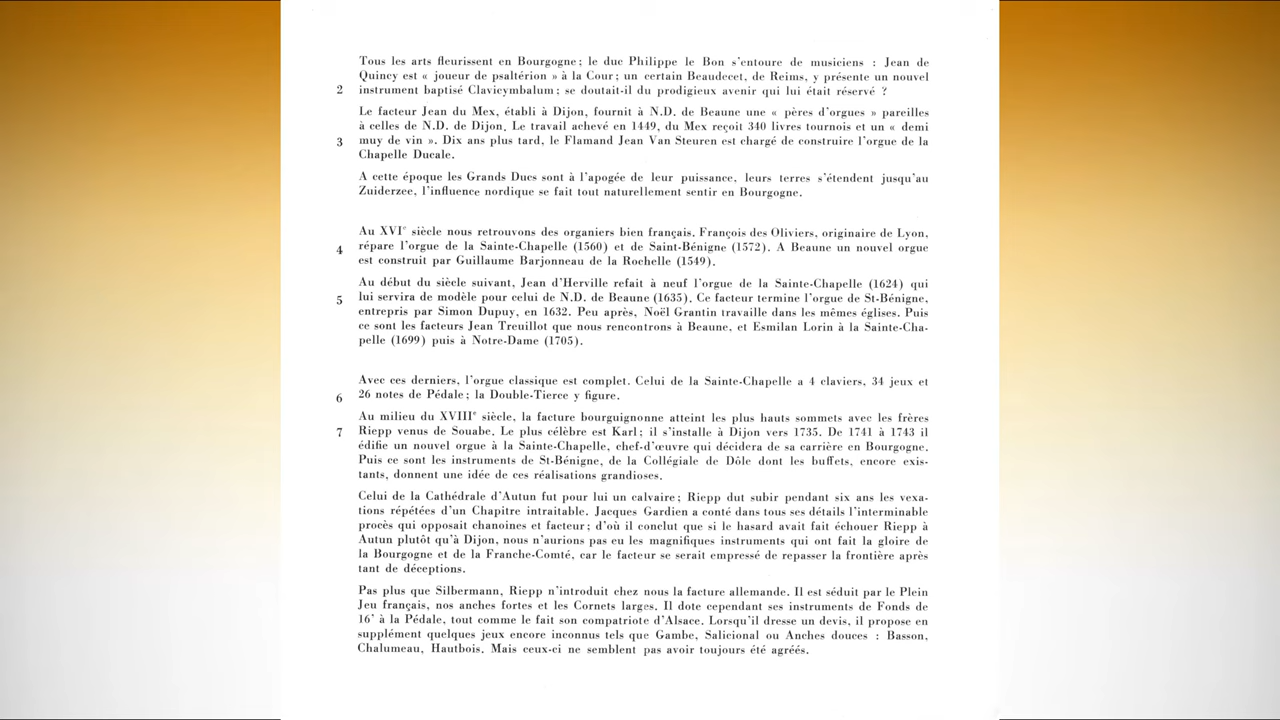 Tous les arts fleurissent en Bourgogne; le duc Philippe le Bon s'entoure de musiciens : Jean de
Quincy est « joueur de psaltérion » à la Cour; un certain Beaudecet, de Reims, y présente un nouvel
2 instrument baptisé Clavicymbalum; se doutait-il du prodigieux avenir qui lui était réservé ?
Le facteur Jean du Mex, établi à Dijon, fournit à N.D. de Beaune une « pères d'orgues » pareilles
à celles de N.D. de Dijon. Le travail achevé en 1449, du Mex reçoit 340 livres tournois et un « demi
3 muy de vin ». Dix ans plus tard, le Flamand Jean Van Steuren est chargé de construire l'orgue de la
Chapelle Ducale.
A cette époque les Grands Ducs sont à l'apogée de leur puissance, leurs terres s'étendent jusqu'au
Zuiderzee, l'influence nordique se fait tout naturellement sentir en Bourgogne.
Au XVIe siècle nous retrouvons des organiers bien français. François des Oliviers, originaire de Lyon,
4 répare l'orgue de la Sainte-Chapelle (1560) et de Saint-Bénigne (1572). A Beaune un nouvel orgue
est construit par Guillaume Barjonneau de la Rochelle (1549).
Au début du siècle suivant, Jean d'Herville refait à neuf l'orgue de la Sainte-Chapelle (1624) qui
5 lui servira de modèle pour celui de N.D. de Beaune (1635). Ce facteur termine l'orgue de St-Bénigne,
entrepris par Simon Dupuy, en 1632. Peu après, Noël Grantin travaille dans les mêmes églises. Puis
ce sont les facteurs Jean Treuillot que nous rencontrons à Beaune, et Esmilan Lorin à la Sainte-Cha-
pelle (1699) puis à Notre-Dame (1705).
Avec ces derniers, l'orgue classique est complet. Celui de la Sainte-Chapelle a 4 claviers, 34 jeux et
6 26 notes de Pédale; la Double-Tierce y figure.
Au milieu du XVIIIe siècle, la facture bourguignonne atteint les plus hauts sommets avec les frères
7 Riepp venus de Souabe. Le plus célèbre est Karl; il s'installe à Dijon vers 1735. De 1741 à 1743 il
édifie un nouvel orgue à la Sainte-Chapelle, chef-d'œuvre qui décidera de sa carrière en Bourgogne.
Puis ce sont les instruments de St-Bénigne, de la Collégiale de Dôle dont les buffets, encore exis-
tants, donnent une idée de ces réalisations grandioses.
Celui de la Cathédrale d'Autun fut pour lui un calvaire; Riepp dut subir pendant six ans les vexa-
tions répétées d'un Chapitre intraitable. Jacques Gardien a conté dans tous ses détails l'interminable
procès qui opposait chanoines et facteur; d'où il conclut que si le hasard avait fait échouer Riepp à
Autun plutôt qu'à Dijon, nous n'aurions pas eu les magnifiques instruments qui ont fait la gloire de
la Bourgogne et de la Franche-Comté, car le facteur se serait empressé de repasser la frontière après
tant de déceptions.
Pas plus que Silbermann, Riepp n'introduit chez nous la facture allemande. Il est séduit par le Plein
Jeu français, nos anches fortes et les Cornets larges. Il dote cependant ses instruments de Fonds de
16' à la Pédale, tout comme le fait son compatriote d'Alsace. Lorsqu'il dresse un devis, il propose en
supplément quelques jeux encore inconnus tels que Gambe, Salicional ou Anches douces : Basson,
Chalumeau, Hautbois. Mais ceux-ci ne semblent pas avoir toujours été agréés.